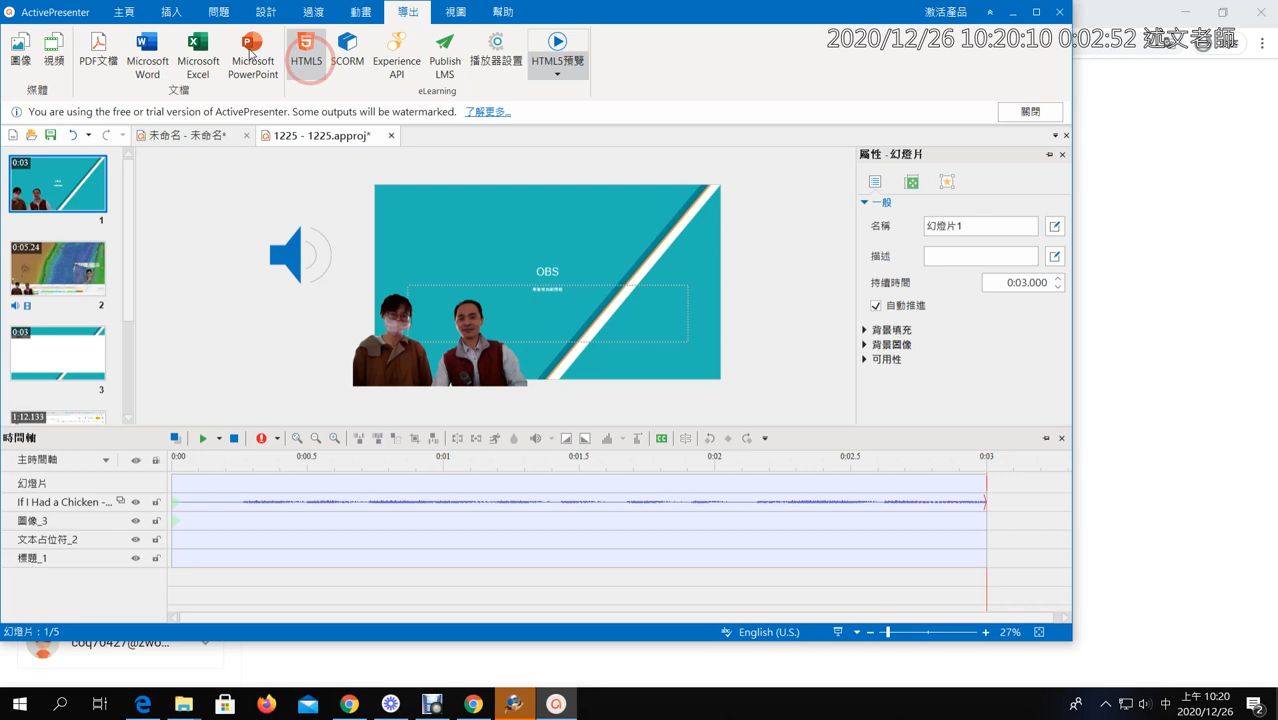 ActivePresenter
主頁 插入 問題 設計 過渡 動畫 導出 視圖 幫助 激活產品
2020/12/26 10:20:10 0:02:52 述文老師
圖像 視頻 PDF文檔 Microsoft Word Microsoft Excel Microsoft PowerPoint HTML5 SCORM Experience API Publish LMS 播放器設置 HTML5預覽
媒體 文檔 eLearning
You are using the free or trial version of ActivePresenter. Some outputs will be watermarked. 了解更多... 關閉
未命名 - 未命名* 1225 - 1225.approj*
屬性 - 幻燈片
0:03
1
0:05.24
2
0:03
3
1:12.133
OBS
一般
名稱 幻燈片1
描述
持續時間 0:03.000
自動推進
背景填充
背景圖像
可用性
時間軸
CC
主時間軸 0:00 0:00.5 0:01 0:01.5 0:02 0:02.5 0:03
幻燈片
If I Had a Chicken -...
圖像_3
文本占位符_2
標題_1
幻燈片：1/5 English (U.S.) 27%
coq70427@zwo...
中 上午 10:20
2020/12/26
2